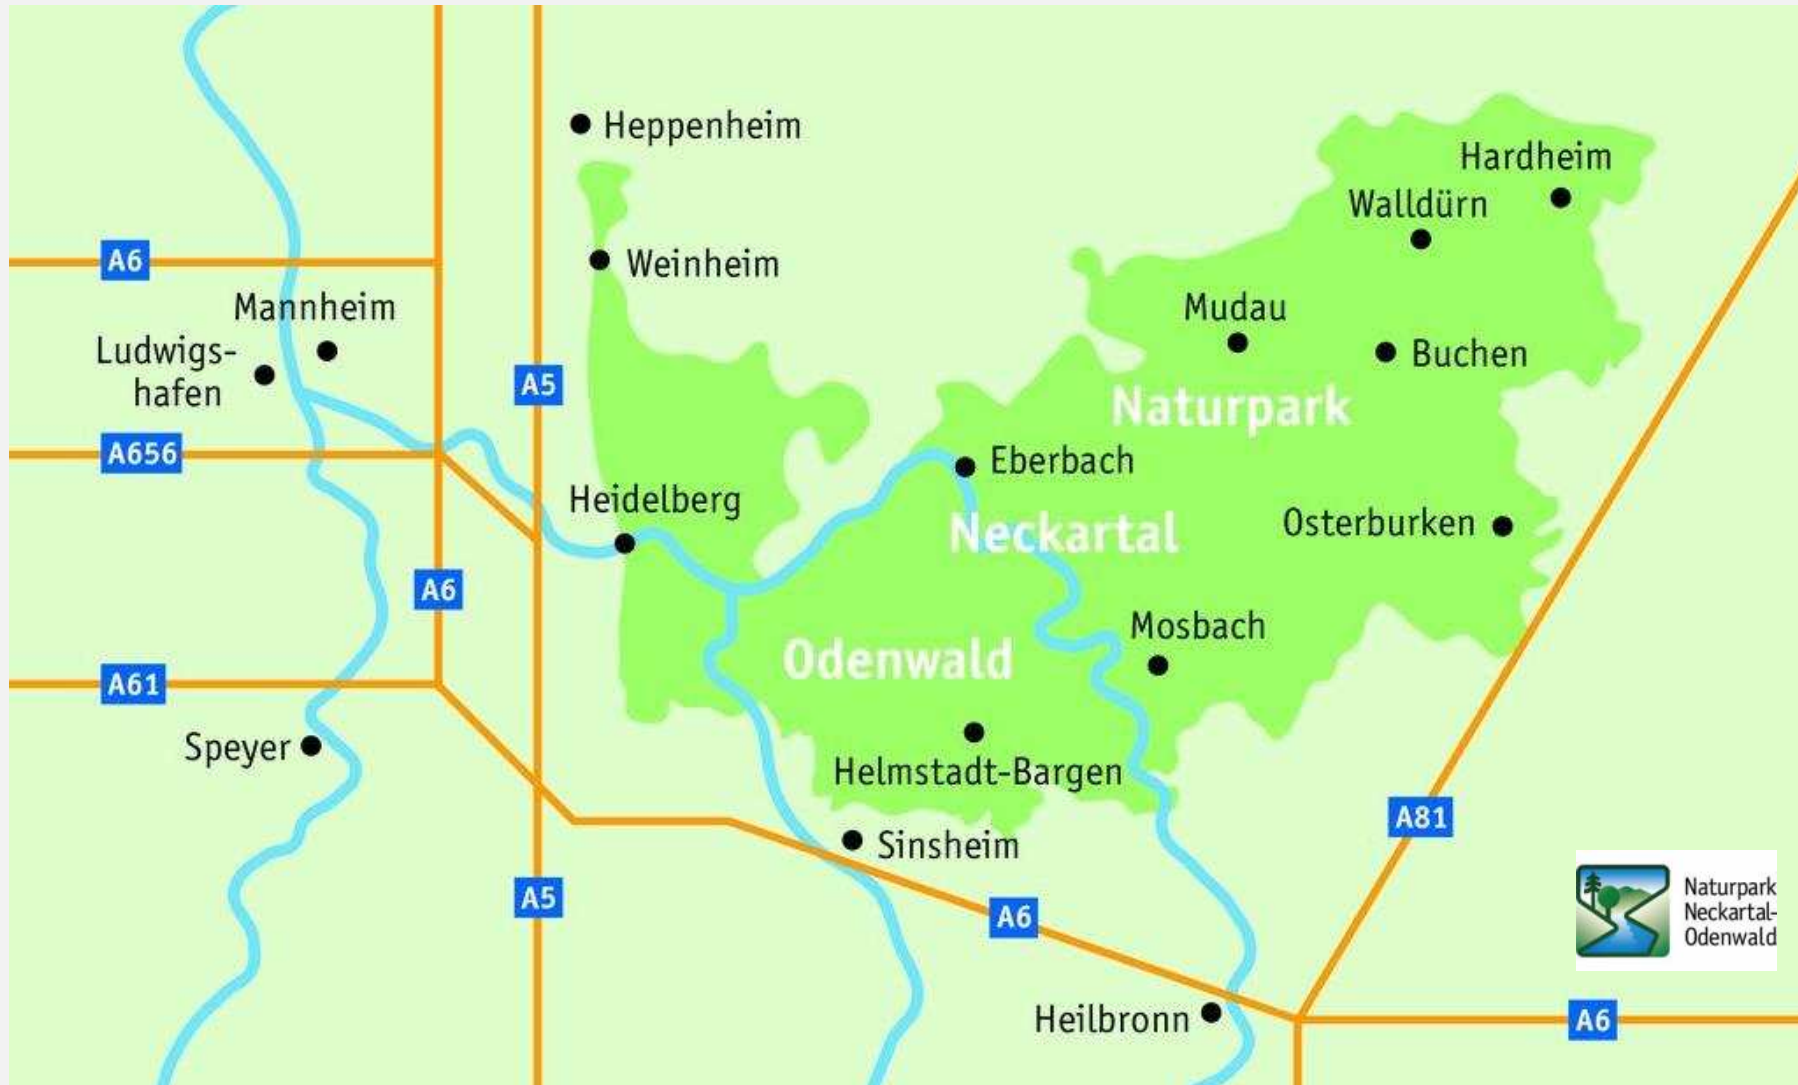 Heppenheim
Hardheim
Walldürn
A6
Weinheim
Mannheim
Mudau
Ludwigs-
hafen
Buchen
A5
Naturpark
A656
Eberbach
Heidelberg
Osterburken
Neckartal
A6
Mosbach
Odenwald
A61
Speyer
Helmstadt-Bargen
A81
Sinsheim
A5
A6
Naturpark
Neckartal-
Odenwald
Heilbronn
A6